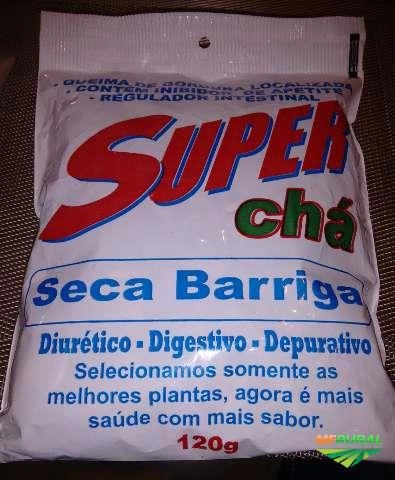 - QUEIMA DE GORDURA LOCALIZADA
- CONTÉM INIBIDOR DE APETITE
- REGULADOR INTESTINAL
SUPER
chá
Seca Barriga
Diurético - Digestivo - Depurativo
Selecionamos somente as
melhores plantas, agora é mais
saúde com mais sabor.
120g
MFRURAL